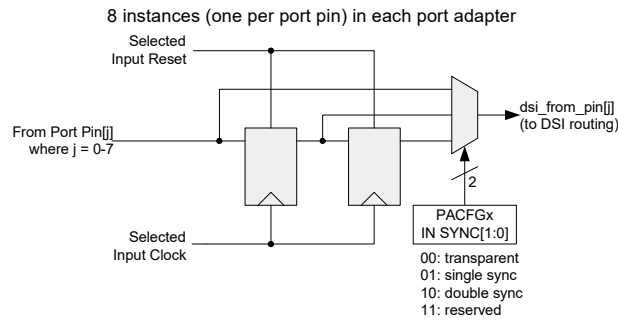 8 instances (one per port pin) in each port adapter
Selected
Input Reset
From Port Pin[j]
where j = 0-7
dsi_from_pin[j]
(to DSI routing)
2
Selected
Input Clock
PACFGx
IN SYNC[1:0]
00: transparent
01: single sync
10: double sync
11: reserved